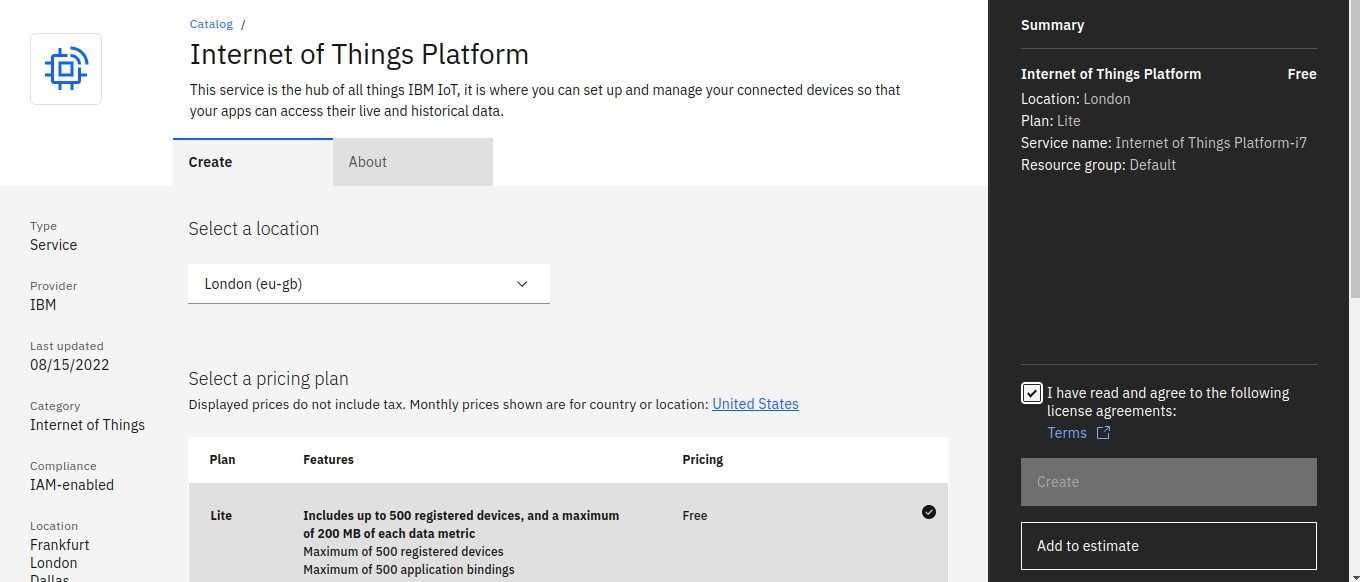 Catalog /
Internet of Things Platform
This service is the hub of all things IBM IoT, it is where you can set up and manage your connected devices so that
your apps can access their live and historical data.
Create
About
Type
Service
Provider
IBM
Last updated
08/15/2022
Category
Internet of Things
Compliance
IAM-enabled
Location
Frankfurt
London
Dallas
Select a location
London (eu-gb)
Select a pricing plan
Displayed prices do not include tax. Monthly prices shown are for country or location: United States
Plan Features Pricing
Lite Includes up to 500 registered devices, and a maximum Free
of 200 MB of each data metric
Maximum of 500 registered devices
Maximum of 500 application bindings
Summary
Internet of Things Platform Free
Location: London
Plan: Lite
Service name: Internet of Things Platform-i7
Resource group: Default
I have read and agree to the following
license agreements:
Terms
Create
Add to estimate